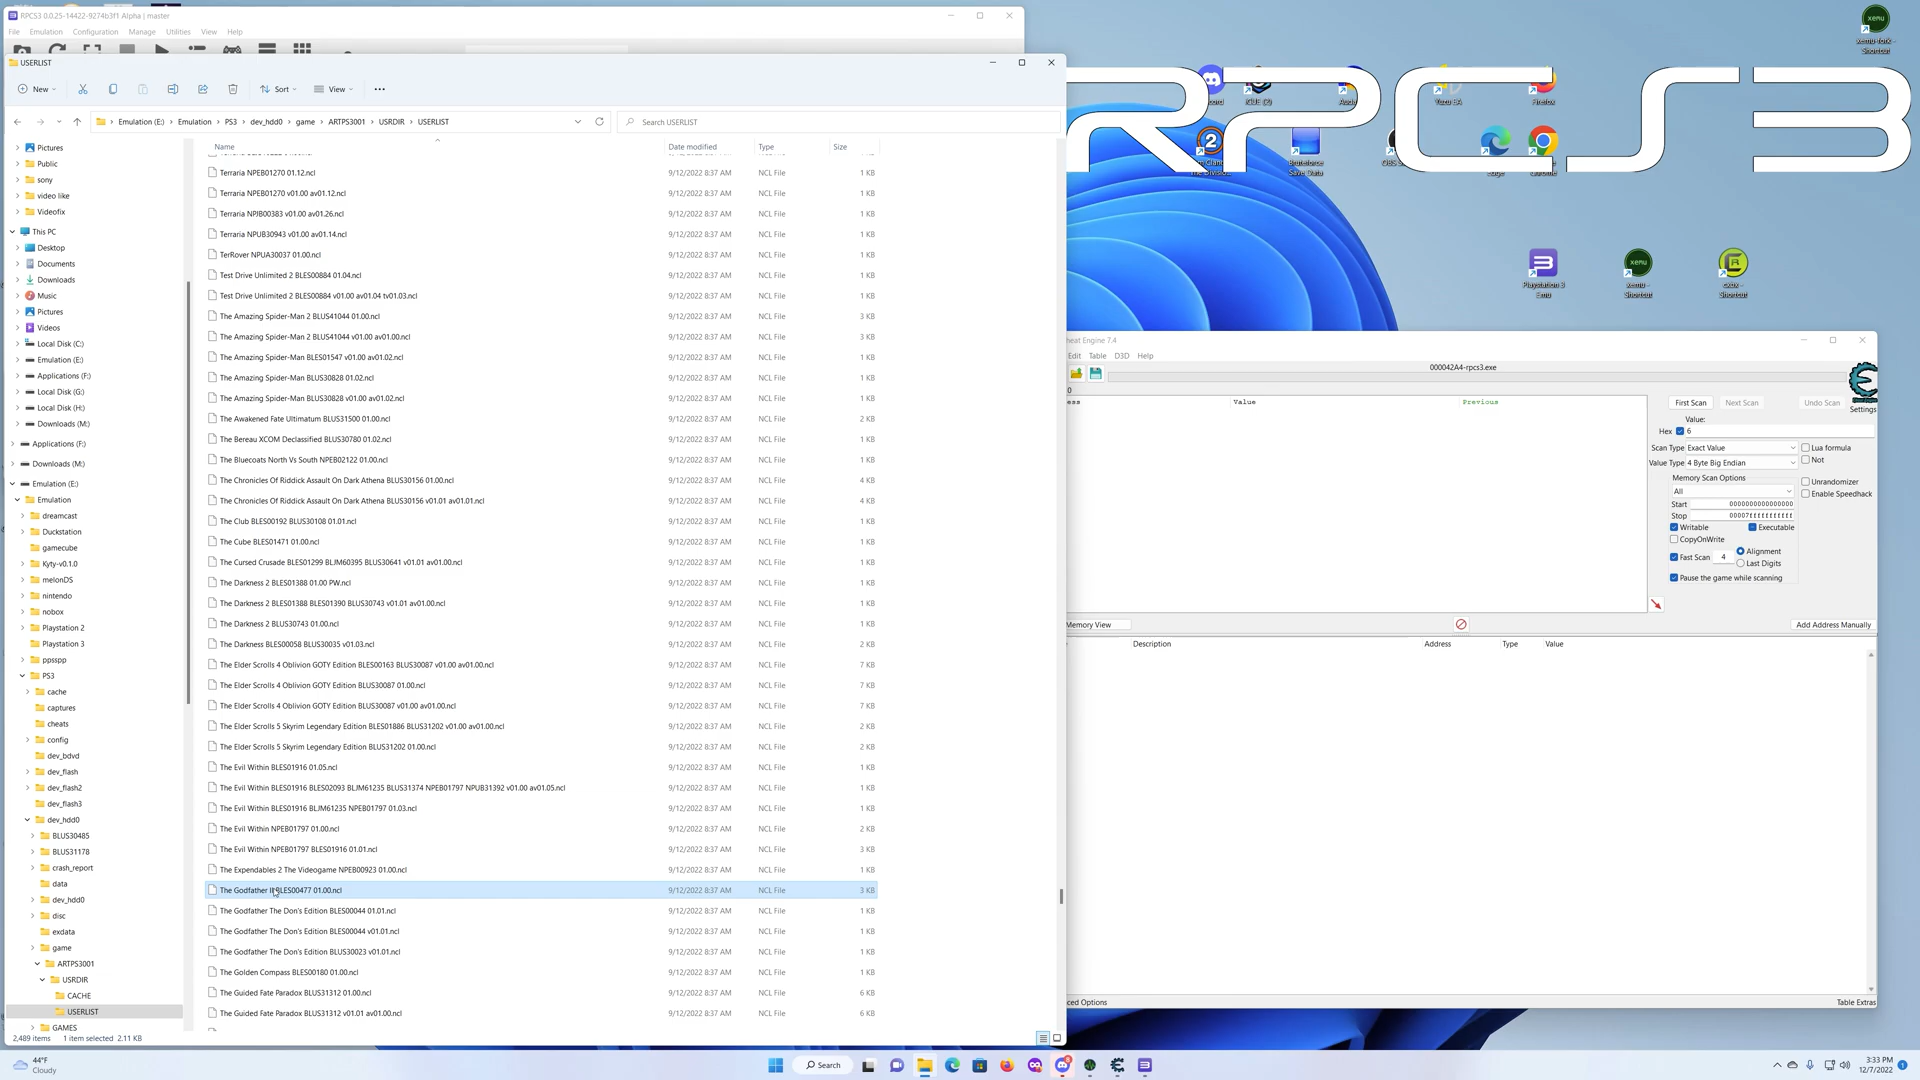 RPCS3 0.0.25-14422-9274b3f1 Alpha | master
File Emulation Configuration Manage Utilities View Help
USERLIST
New Sort View
Emulation (E:) Emulation PS3 dev_hdd0 game ARTPS3001 USRDIR USERLIST
Search USERLIST
Name Date modified Type Size
Pictures
Public
sony
video like
Videofix
This PC
Desktop
Documents
Downloads
Music
Pictures
Videos
Local Disk (C:)
Emulation (E:)
Applications (F:)
Local Disk (G:)
Local Disk (H:)
Downloads (M:)
Applications (F:)
Downloads (M:)
Emulation (E:)
Emulation
dreamcast
Duckstation
gamecube
Kyty-v0.1.0
melonDS
nintendo
nobox
Playstation 2
Playstation 3
ppsspp
PS3
cache
captures
cheats
config
dev_bdvd
dev_flash
dev_flash2
dev_flash3
dev_hdd0
BLUS30485
BLUS31178
crash_report
data
dev_hdd0
disc
exdata
game
ARTPS3001
USRDIR
CACHE
USERLIST
GAMES
Terraria NPEB01270 01.12.ncl 9/12/2022 8:37 AM NCL File 1 KB
Terraria NPEB01270 v01.00 av01.12.ncl 9/12/2022 8:37 AM NCL File 1 KB
Terraria NPJB00383 v01.00 av01.26.ncl 9/12/2022 8:37 AM NCL File 1 KB
Terraria NPUB30943 v01.00 av01.14.ncl 9/12/2022 8:37 AM NCL File 1 KB
TerRover NPUA30037 01.00.ncl 9/12/2022 8:37 AM NCL File 1 KB
Test Drive Unlimited 2 BLES00884 01.04.ncl 9/12/2022 8:37 AM NCL File 1 KB
Test Drive Unlimited 2 BLES00884 v01.00 av01.04 tv01.03.ncl 9/12/2022 8:37 AM NCL File 1 KB
The Amazing Spider-Man 2 BLUS41044 01.00.ncl 9/12/2022 8:37 AM NCL File 3 KB
The Amazing Spider-Man 2 BLUS41044 v01.00 av01.00.ncl 9/12/2022 8:37 AM NCL File 3 KB
The Amazing Spider-Man BLES01547 v01.00 av01.02.ncl 9/12/2022 8:37 AM NCL File 1 KB
The Amazing Spider-Man BLUS30828 01.02.ncl 9/12/2022 8:37 AM NCL File 1 KB
The Amazing Spider-Man BLUS30828 v01.00 av01.02.ncl 9/12/2022 8:37 AM NCL File 1 KB
The Awakened Fate Ultimatum BLUS31500 01.00.ncl 9/12/2022 8:37 AM NCL File 2 KB
The Bereau XCOM Declassified BLUS30780 01.02.ncl 9/12/2022 8:37 AM NCL File 1 KB
The Bluecoats North Vs South NPEB02122 01.00.ncl 9/12/2022 8:37 AM NCL File 1 KB
The Chronicles Of Riddick Assault On Dark Athena BLUS30156 01.00.ncl 9/12/2022 8:37 AM NCL File 4 KB
The Chronicles Of Riddick Assault On Dark Athena BLUS30156 v01.01 av01.01.ncl 9/12/2022 8:37 AM NCL File 4 KB
The Club BLES00192 BLUS30108 01.01.ncl 9/12/2022 8:37 AM NCL File 1 KB
The Cube BLES01471 01.00.ncl 9/12/2022 8:37 AM NCL File 1 KB
The Cursed Crusade BLES01299 BLJM60395 BLUS30641 v01.01 av01.00.ncl 9/12/2022 8:37 AM NCL File 1 KB
The Darkness 2 BLES01388 01.00 PW.ncl 9/12/2022 8:37 AM NCL File 1 KB
The Darkness 2 BLES01388 BLES01390 BLUS30743 v01.01 av01.00.ncl 9/12/2022 8:37 AM NCL File 1 KB
The Darkness 2 BLUS30743 01.00.ncl 9/12/2022 8:37 AM NCL File 1 KB
The Darkness BLES00058 BLUS30035 v01.03.ncl 9/12/2022 8:37 AM NCL File 2 KB
The Elder Scrolls 4 Oblivion GOTY Edition BLES00163 BLUS30087 v01.00 av01.00.ncl 9/12/2022 8:37 AM NCL File 7 KB
The Elder Scrolls 4 Oblivion GOTY Edition BLUS30087 01.00.ncl 9/12/2022 8:37 AM NCL File 7 KB
The Elder Scrolls 4 Oblivion GOTY Edition BLUS30087 v01.00 av01.00.ncl 9/12/2022 8:37 AM NCL File 7 KB
The Elder Scrolls 5 Skyrim Legendary Edition BLES01886 BLUS31202 v01.00 av01.00.ncl 9/12/2022 8:37 AM NCL File 2 KB
The Elder Scrolls 5 Skyrim Legendary Edition BLUS31202 01.00.ncl 9/12/2022 8:37 AM NCL File 2 KB
The Evil Within BLES01916 01.05.ncl 9/12/2022 8:37 AM NCL File 1 KB
The Evil Within BLES01916 BLES02093 BLJM61235 BLUS31374 NPEB01797 NPUB31392 v01.00 av01.05.ncl 9/12/2022 8:37 AM NCL File 1 KB
The Evil Within BLES01916 BLJM61235 NPEB01797 01.03.ncl 9/12/2022 8:37 AM NCL File 1 KB
The Evil Within NPEB01797 01.00.ncl 9/12/2022 8:37 AM NCL File 2 KB
The Evil Within NPEB01797 BLES01916 01.01.ncl 9/12/2022 8:37 AM NCL File 3 KB
The Expendables 2 The Videogame NPEB00923 01.00.ncl 9/12/2022 8:37 AM NCL File 1 KB
The Godfather II BLES00477 01.00.ncl 9/12/2022 8:37 AM NCL File 3 KB
The Godfather The Don's Edition BLES00044 01.01.ncl 9/12/2022 8:37 AM NCL File 1 KB
The Godfather The Don's Edition BLES00044 v01.01.ncl 9/12/2022 8:37 AM NCL File 1 KB
The Godfather The Don's Edition BLUS30023 v01.01.ncl 9/12/2022 8:37 AM NCL File 1 KB
The Golden Compass BLES00180 01.00.ncl 9/12/2022 8:37 AM NCL File 1 KB
The Guided Fate Paradox BLUS31312 01.00.ncl 9/12/2022 8:37 AM NCL File 6 KB
The Guided Fate Paradox BLUS31312 v01.01 av01.00.ncl 9/12/2022 8:37 AM NCL File 6 KB
2,489 items 1 item selected 2.11 KB
RPCS3
xemu
Shortcut
iCUE (2)
Yuzu EA
Firefox
Bruteforce
Save Data
Playstation 3
Emu
xemu -
Shortcut
cxbx -
Shortcut
heat Engine 7.4
Edit Table D3D Help
000042A4-rpcs3.exe
Settings
Value Previous
First Scan Next Scan Undo Scan
Value:
Hex 6
Scan Type Exact Value Lua formula
Not
Value Type 4 Byte Big Endian
Memory Scan Options
All
Unrandomizer
Enable Speedhack
Start 0000000000000000
Stop 00007fffffffffff
Writable Executable
CopyOnWrite
Fast Scan 4 Alignment
Last Digits
Pause the game while scanning
Memory View Add Address Manually
Description Address Type Value
ced Options Table Extras
44°F
Cloudy
Search
8
3:33 PM
12/7/2022